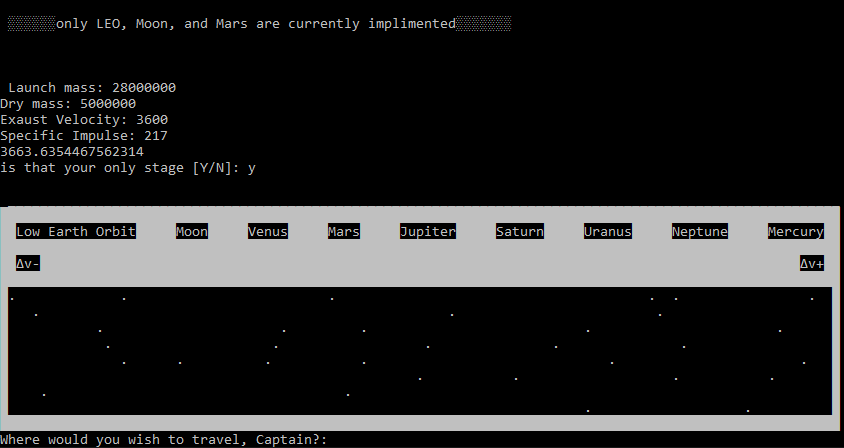 ░░░░░░only LEO, Moon, and Mars are currently implimented░░░░░░░
Launch mass: 28000000
Dry mass: 5000000
Exaust Velocity: 3600
Specific Impulse: 217
3663.6354467562314
is that your only stage [Y/N]: y
Low Earth Orbit Moon Venus Mars Jupiter Saturn Uranus Neptune Mercury
Δv- Δv+
Where would you wish to travel, Captain?: